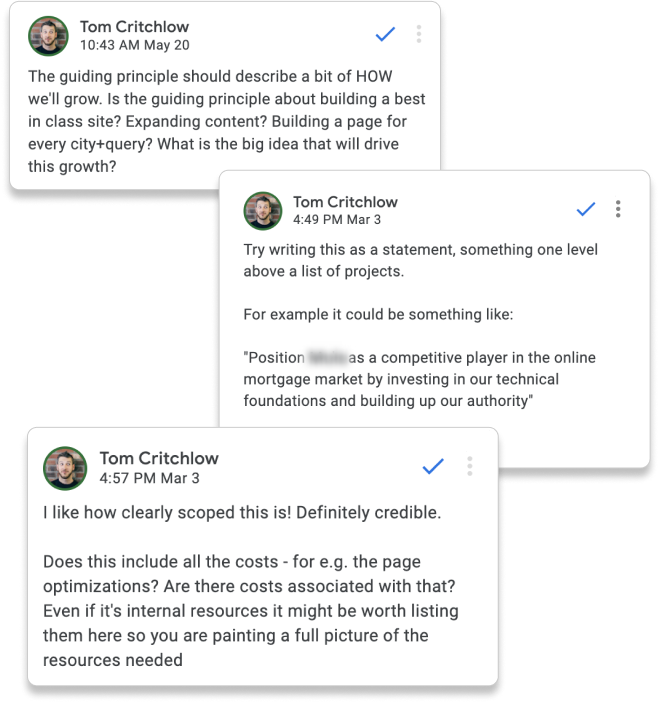 Tom Critchlow
10:43 AM May 20
The guiding principle should describe a bit of HOW
we'll grow. Is the guiding principle about building a best
in class site? Expanding content? Building a page for
every city+query? What is the big idea that will drive
this growth?
Tom Critchlow
4:49 PM Mar 3
Try writing this as a statement, something one level
above a list of projects.
For example it could be something like:
"Position as a competitive player in the online
mortgage market by investing in our technical
foundations and building up our authority"
Tom Critchlow
4:57 PM Mar 3
I like how clearly scoped this is! Definitely credible.
Does this include all the costs - for e.g. the page
optimizations? Are there costs associated with that?
Even if it's internal resources it might be worth listing
them here so you are painting a full picture of the
resources needed